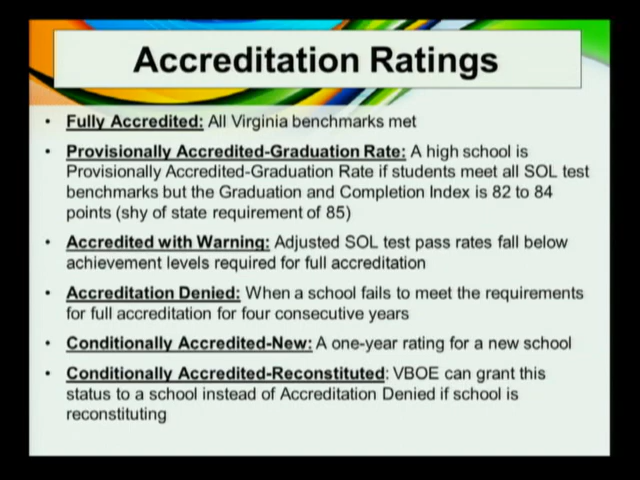 Accreditation Ratings
• Fully Accredited: All Virginia benchmarks met
• Provisionally Accredited-Graduation Rate: A high school is
Provisionally Accredited-Graduation Rate if students meet all SOL test
benchmarks but the Graduation and Completion Index is 82 to 84
points (shy of state requirement of 85)
• Accredited with Warning: Adjusted SOL test pass rates fall below
achievement levels required for full accreditation
• Accreditation Denied: When a school fails to meet the requirements
for full accreditation for four consecutive years
• Conditionally Accredited-New: A one-year rating for a new school
• Conditionally Accredited-Reconstituted: VBOE can grant this
status to a school instead of Accreditation Denied if school is
reconstituting